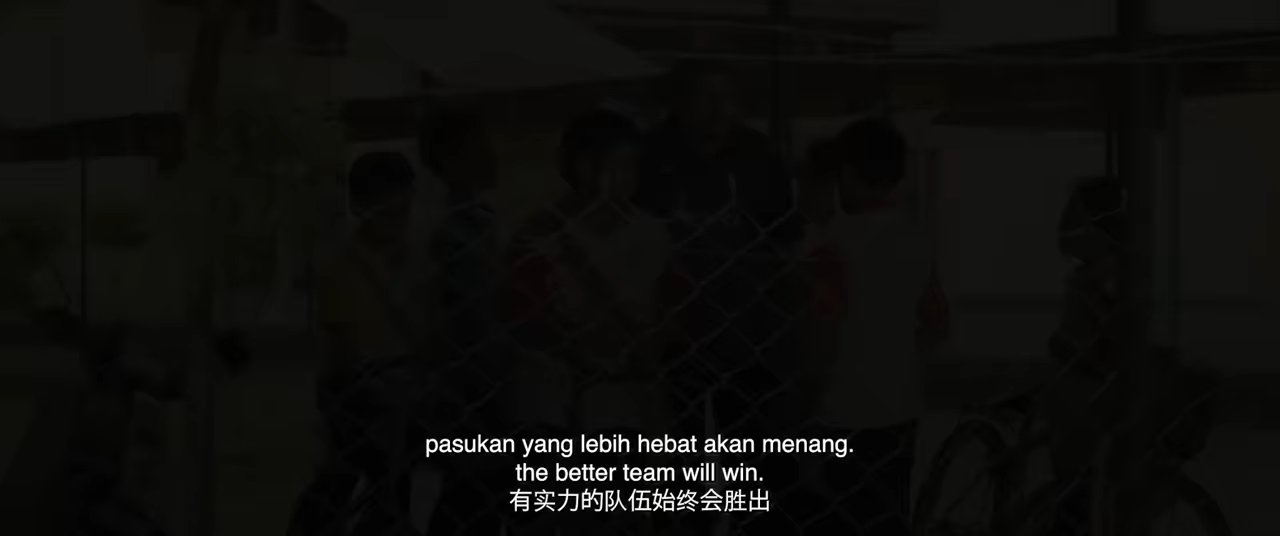 pasukan yang lebih hebat akan menang.
the better team will win.
有实力的队伍始终会胜出